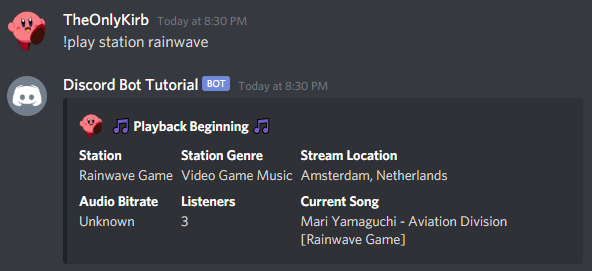 TheOnlyKirb Today at 8:30 PM
!play station rainwave
Discord Bot Tutorial BOT Today at 8:30 PM
🎵 Playback Beginning 🎵
Station Station Genre Stream Location
Rainwave Game Video Game Music Amsterdam, Netherlands
Audio Bitrate Listeners Current Song
Unknown 3 Mari Yamaguchi - Aviation Division
[Rainwave Game]